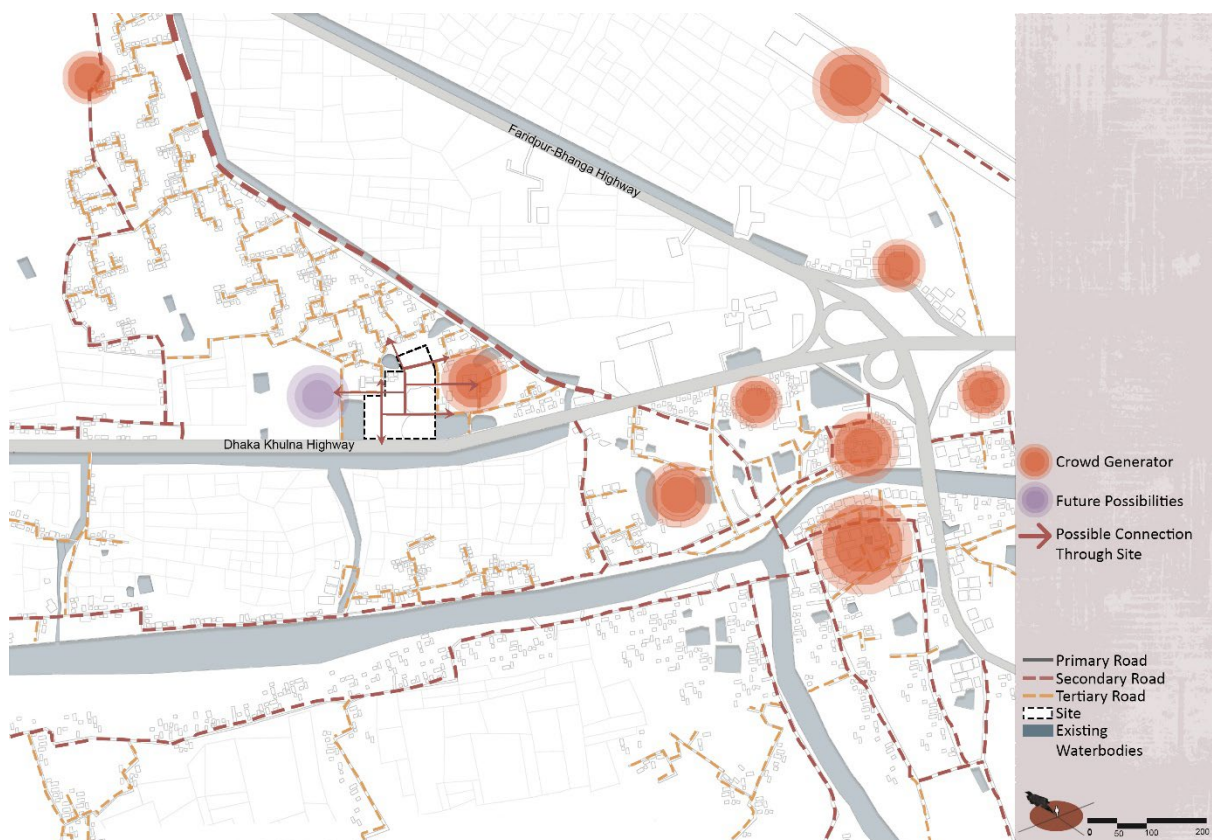 Faridpur-Bhanga Highway
Dhaka Khulna Highway
Crowd Generator
Future Possibilities
Possible Connection
Through Site
Primary Road
Secondary Road
Tertiary Road
Site
Existing
Waterbodies
0 50 100 200